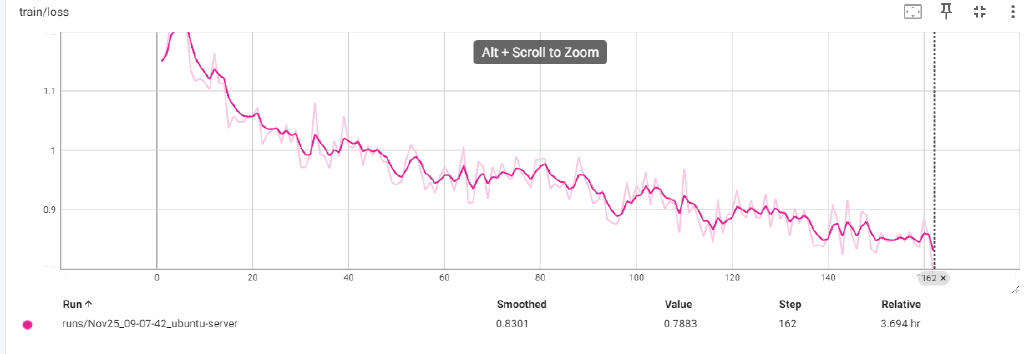 train/loss
Alt + Scroll to Zoom
1.1
1
0.9
0 20 40 60 80 100 120 140 162
Run Smoothed Value Step Relative
runs/Nov25_09-07-42_ubuntu-server 0.8301 0.7883 162 3.694 hr